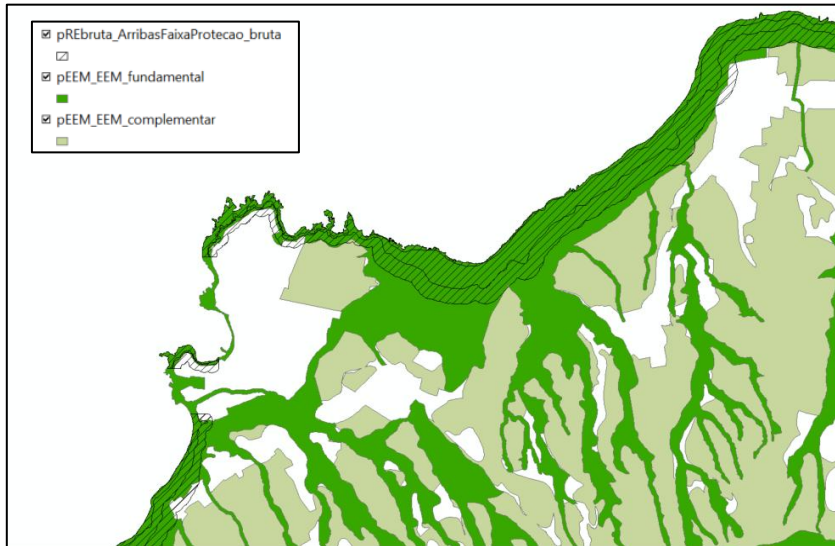 pREbruta_ArribasFaixaProtecao_bruta
pEEM_EEM_fundamental
pEEM_EEM_complementar